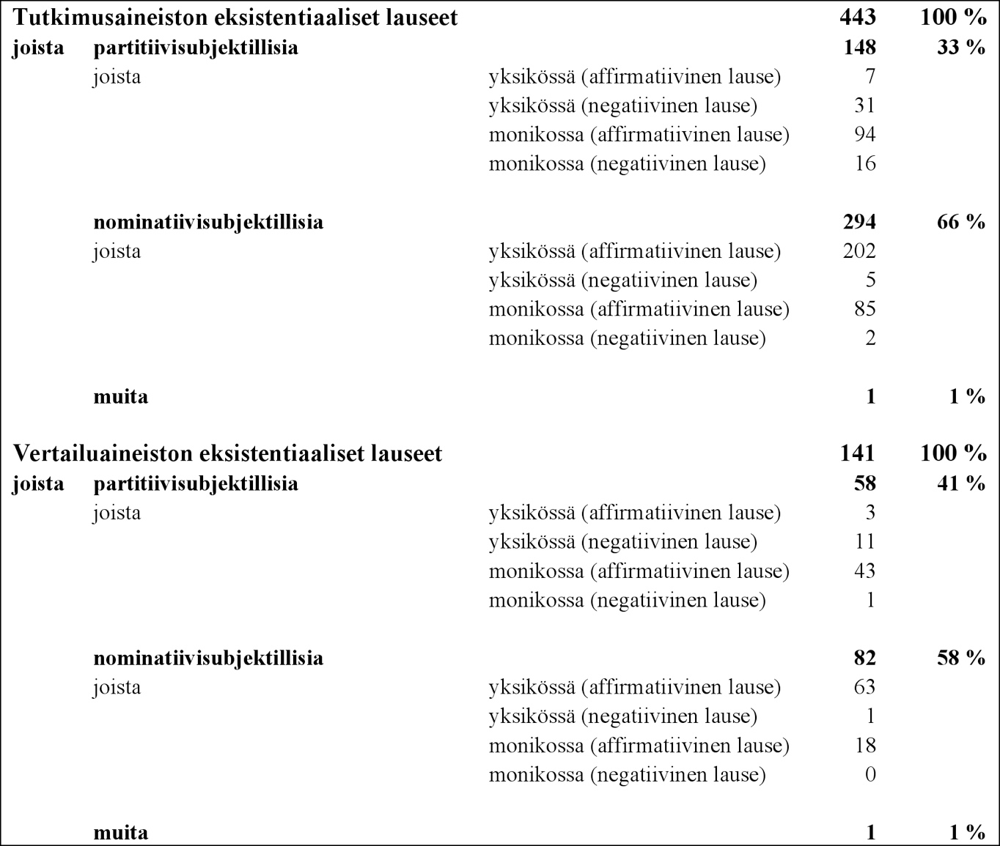 Tutkimusaineiston eksistentiaaliset lauseet 443 100 %
joista partitiivisubjektillisia 148 33 %
joista yksikössä (affirmatiivinen lause) 7
yksikössä (negatiivinen lause) 31
monikossa (affirmatiivinen lause) 94
monikossa (negatiivinen lause) 16
nominatiivisubjektillisia 294 66 %
joista yksikössä (affirmatiivinen lause) 202
yksikössä (negatiivinen lause) 5
monikossa (affirmatiivinen lause) 85
monikossa (negatiivinen lause) 2
muita 1 1 %
Vertailuaineiston eksistentiaaliset lauseet 141 100 %
joista partitiivisubjektillisia 58 41 %
joista yksikössä (affirmatiivinen lause) 3
yksikössä (negatiivinen lause) 11
monikossa (affirmatiivinen lause) 43
monikossa (negatiivinen lause) 1
nominatiivisubjektillisia 82 58 %
joista yksikössä (affirmatiivinen lause) 63
yksikössä (negatiivinen lause) 1
monikossa (affirmatiivinen lause) 18
monikossa (negatiivinen lause) 0
muita 1 1 %